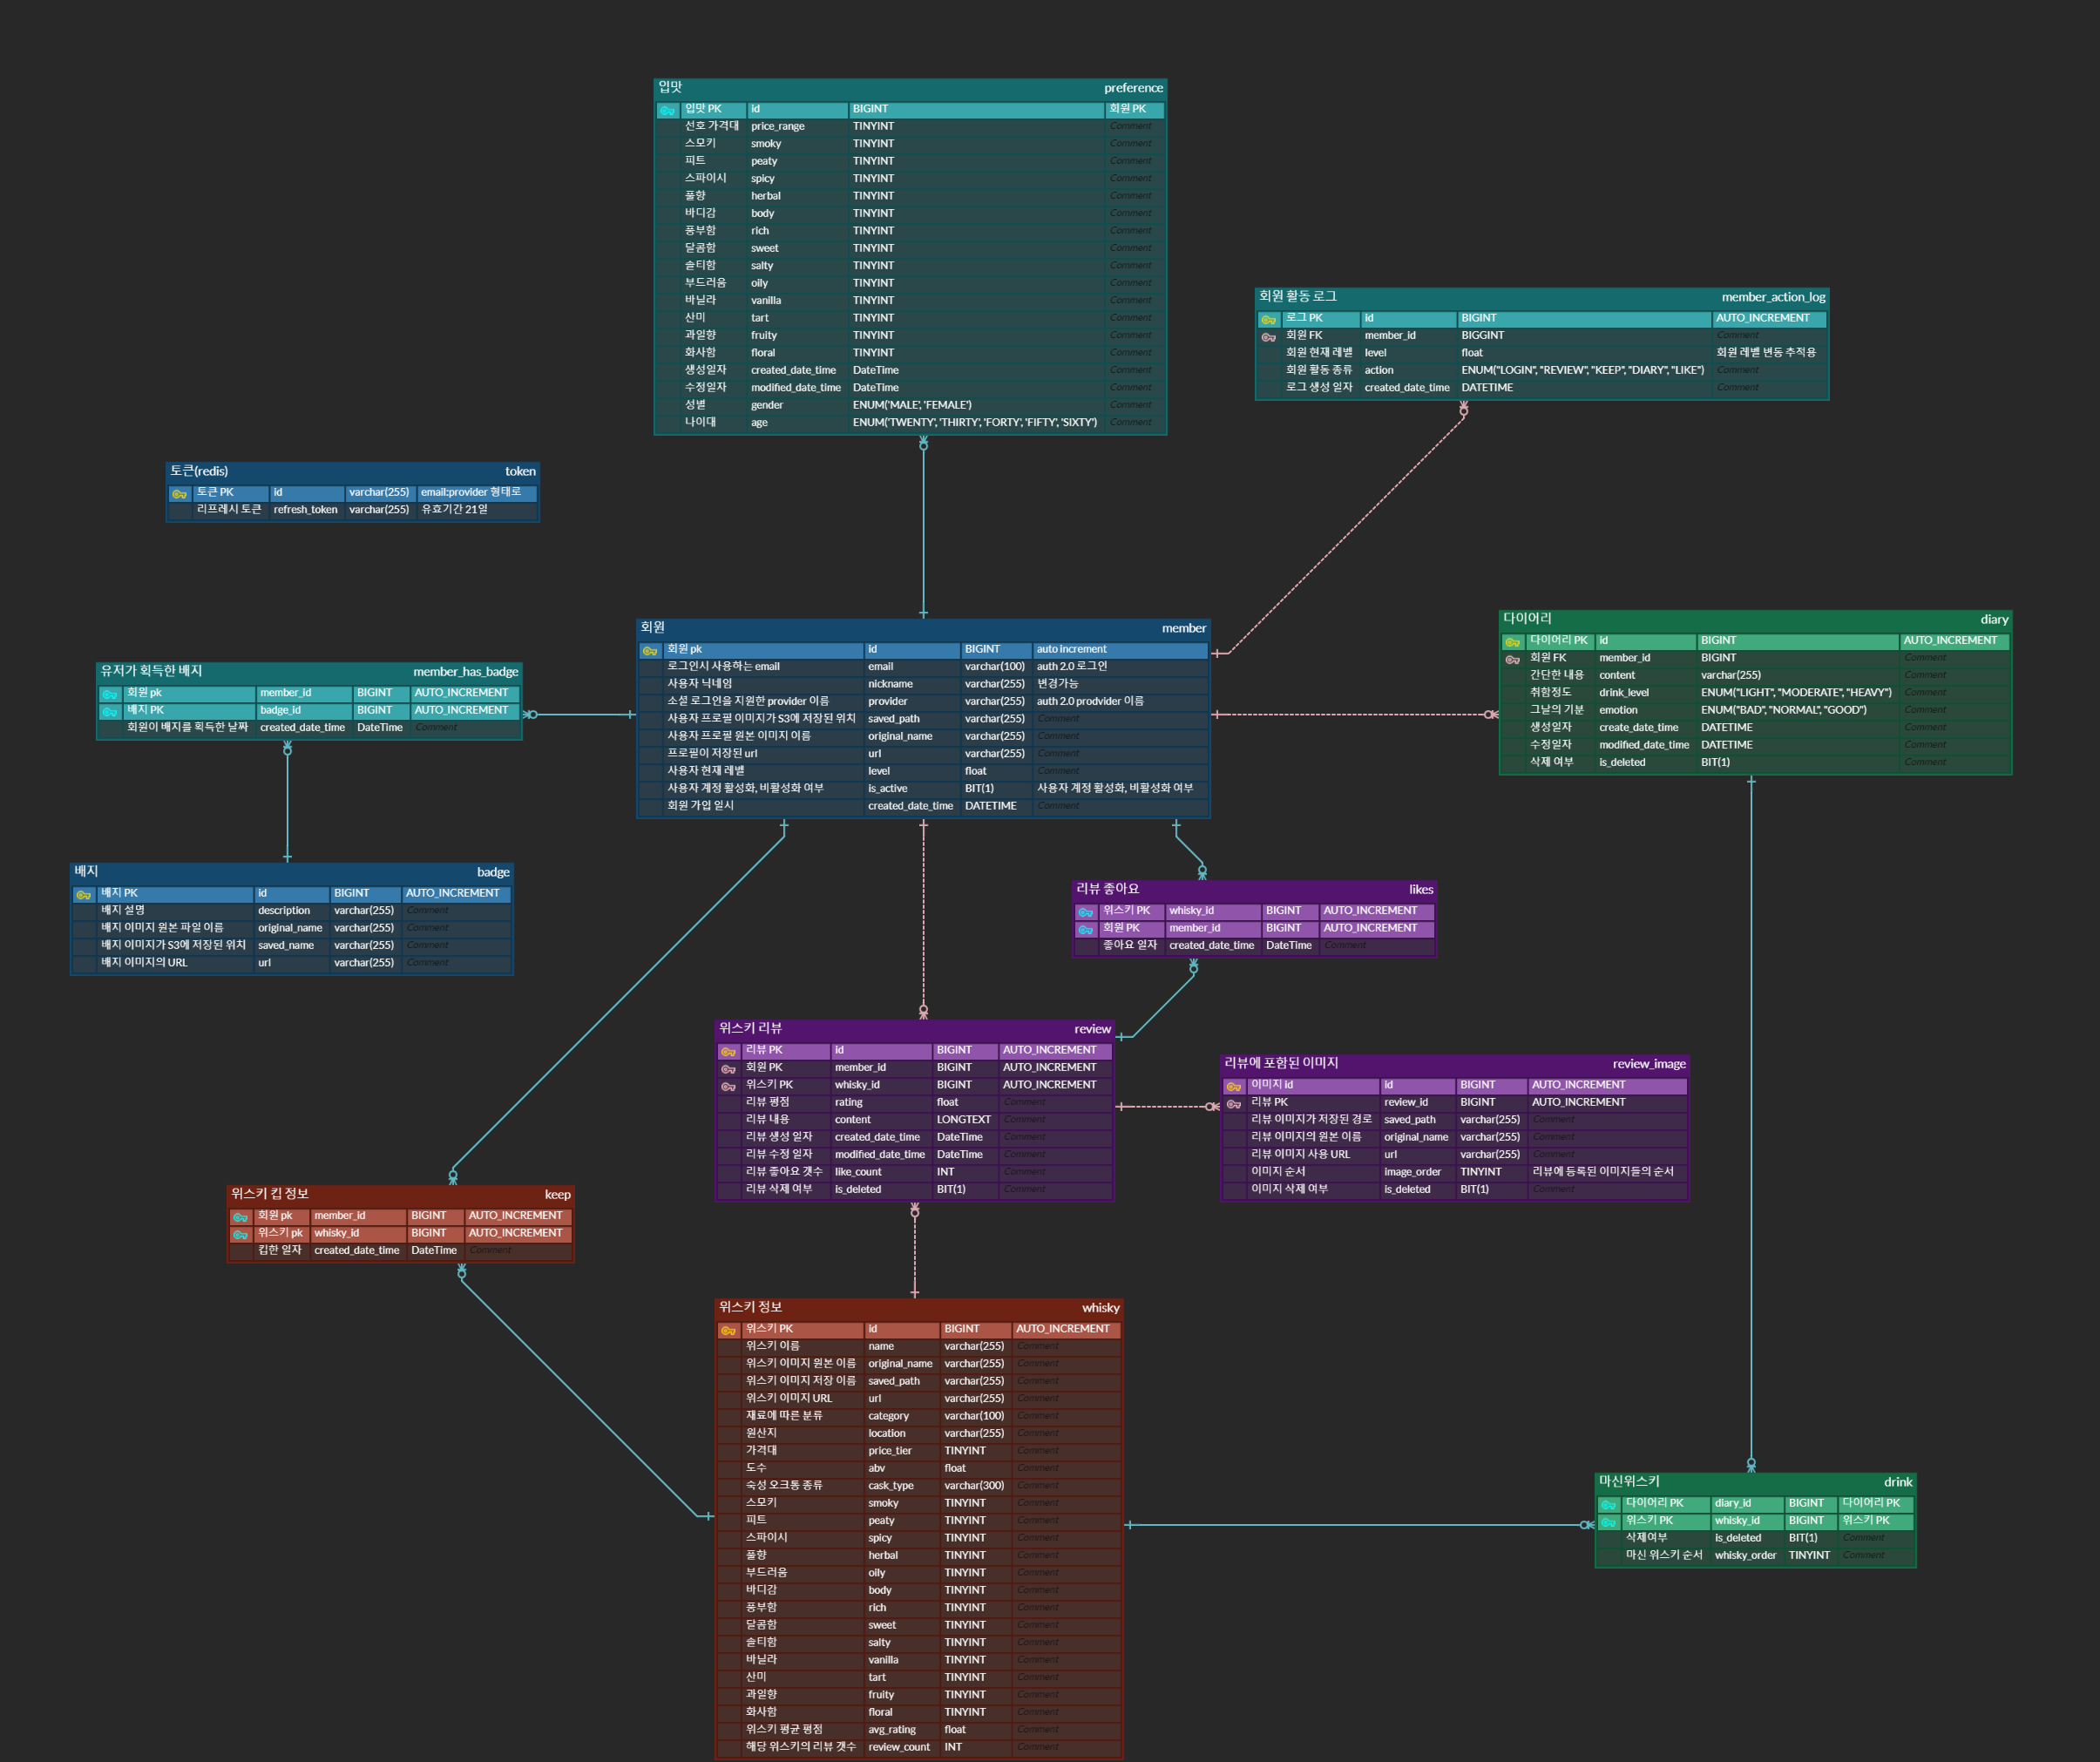 입맛 preference
입맛 PK id BIGINT 회원 PK
선호 가격대 price_range TINYINT Comment
스모키 smoky TINYINT Comment
피트 peaty TINYINT Comment
스파이시 spicy TINYINT Comment
풀향 herbal TINYINT Comment
바디감 body TINYINT Comment
풍부함 rich TINYINT Comment
달콤함 sweet TINYINT Comment
솔티함 salty TINYINT Comment
부드러움 oily TINYINT Comment
바닐라 vanilla TINYINT Comment
산미 tart TINYINT Comment
과일향 fruity TINYINT Comment
화사함 floral TINYINT Comment
생성일자 created_date_time DateTime Comment
수정일자 modified_date_time DateTime Comment
성별 gender ENUM('MALE', 'FEMALE') Comment
나이대 age ENUM('TWENTY', 'THIRTY', 'FORTY', 'FIFTY', 'SIXTY') Comment
회원 활동 로그 member_action_log
로그 PK id BIGINT AUTO_INCREMENT
회원 FK member_id BIGGINT Comment
회원 현재 레벨 level float 회원 레벨 변동 추적용
회원 활동 종류 action ENUM("LOGIN", "REVIEW", "KEEP", "DIARY", "LIKE") Comment
로그 생성 일자 created_date_time DATETIME Comment
토큰(redis) token
토큰 PK id varchar(255) email:provider 형태로
리프레시 토큰 refresh_token varchar(255) 유효기간 21일
회원 member
회원 pk id BIGINT auto increment
로그인시 사용하는 email email varchar(100) auth 2.0 로그인
사용자 닉네임 nickname varchar(255) 변경가능
소셜 로그인을 지원한 provider 이름 provider varchar(255) auth 2.0 prodvider 이름
사용자 프로필 이미지가 S3에 저장된 위치 saved_path varchar(255) Comment
사용자 프로필 원본 이미지 이름 original_name varchar(255) Comment
프로필이 저장된 url url varchar(255) Comment
사용자 현재 레벨 level float Comment
사용자 계정 활성화, 비활성화 여부 is_active BIT(1) 사용자 계정 활성화, 비활성화 여부
회원 가입 일시 created_date_time DATETIME Comment
다이어리 diary
다이어리 PK id BIGINT AUTO_INCREMENT
회원 FK member_id BIGINT Comment
간단한 내용 content varchar(255) Comment
취함정도 drink_level ENUM("LIGHT", "MODERATE", "HEAVY") Comment
그날의 기분 emotion ENUM("BAD", "NORMAL", "GOOD") Comment
생성일자 create_date_time DATETIME Comment
수정일자 modified_date_time DATETIME Comment
삭제 여부 is_deleted BIT(1) Comment
유저가 획득한 배지 member_has_badge
회원 pk member_id BIGINT AUTO_INCREMENT
배지 PK badge_id BIGINT AUTO_INCREMENT
회원이 배지를 획득한 날짜 created_date_time DateTime Comment
배지 badge
배지 PK id BIGINT AUTO_INCREMENT
배지 설명 description varchar(255) Comment
배지 이미지 원본 파일 이름 original_name varchar(255) Comment
배지 이미지가 S3에 저장된 위치 saved_name varchar(255) Comment
배지 이미지의 URL url varchar(255) Comment
리뷰 좋아요 likes
위스키 PK whisky_id BIGINT AUTO_INCREMENT
회원 PK member_id BIGINT AUTO_INCREMENT
좋아요 일자 created_date_time DateTime Comment
위스키 리뷰 review
리뷰 PK id BIGINT AUTO_INCREMENT
회원 PK member_id BIGINT AUTO_INCREMENT
위스키 PK whisky_id BIGINT AUTO_INCREMENT
리뷰 평점 rating float Comment
리뷰 내용 content LONGTEXT Comment
리뷰 생성 일자 created_date_time DateTime Comment
리뷰 수정 일자 modified_date_time DateTime Comment
리뷰 좋아요 갯수 like_count INT Comment
리뷰 삭제 여부 is_deleted BIT(1) Comment
리뷰에 포함된 이미지 review_image
이미지 id id BIGINT AUTO_INCREMENT
리뷰 PK review_id BIGINT AUTO_INCREMENT
리뷰 이미지가 저장된 경로 saved_path varchar(255) Comment
리뷰 이미지의 원본 이름 original_name varchar(255) Comment
리뷰 이미지 사용 URL url varchar(255) Comment
이미지 순서 image_order TINYINT 리뷰에 등록된 이미지들의 순서
이미지 삭제 여부 is_deleted BIT(1) Comment
위스키 킵 정보 keep
회원 pk member_id BIGINT AUTO_INCREMENT
위스키 pk whisky_id BIGINT AUTO_INCREMENT
킵한 일자 created_date_time DateTime Comment
위스키 정보 whisky
위스키 PK id BIGINT AUTO_INCREMENT
위스키 이름 name varchar(255) Comment
위스키 이미지 원본 이름 original_name varchar(255) Comment
위스키 이미지 저장 이름 saved_path varchar(255) Comment
위스키 이미지 URL url varchar(255) Comment
재료에 따른 분류 category varchar(100) Comment
원산지 location varchar(255) Comment
가격대 price_tier TINYINT Comment
도수 abv float Comment
숙성 오크통 종류 cask_type varchar(300) Comment
스모키 smoky TINYINT Comment
피트 peaty TINYINT Comment
스파이시 spicy TINYINT Comment
풀향 herbal TINYINT Comment
부드러움 oily TINYINT Comment
바디감 body TINYINT Comment
풍부함 rich TINYINT Comment
달콤함 sweet TINYINT Comment
솔티함 salty TINYINT Comment
바닐라 vanilla TINYINT Comment
산미 tart TINYINT Comment
과일향 fruity TINYINT Comment
화사함 floral TINYINT Comment
위스키 평균 평점 avg_rating float Comment
해당 위스키의 리뷰 갯수 review_count INT Comment
마신위스키 drink
다이어리 PK diary_id BIGINT 다이어리 PK
위스키 PK whisky_id BIGINT 위스키 PK
삭제여부 is_deleted BIT(1) Comment
마신 위스키 순서 whisky_order TINYINT Comment